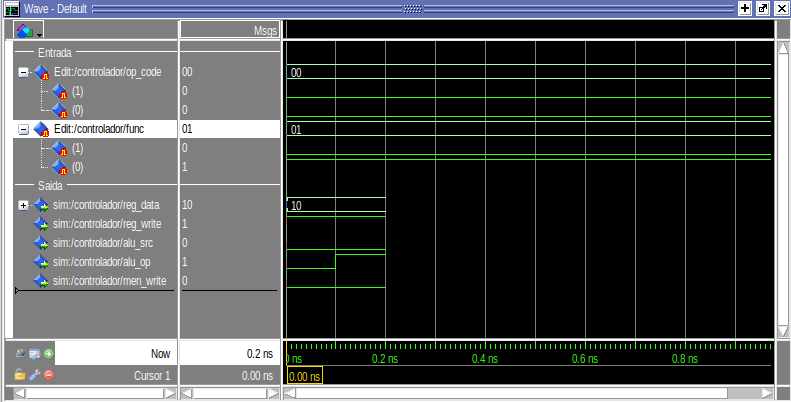 Wave - Default
Msgs
Entrada
Edit:/controlador/op_code 00 00
(1) 0
(0) 0
Edit:/controlador/func 01 01
(1) 0
(0) 1
Saida
sim:/controlador/reg_data 10 10
sim:/controlador/reg_write 1
sim:/controlador/alu_src 0
sim:/controlador/alu_op 1
sim:/controlador/men_write 0
Now 0.2 ns 0 ns 0.2 ns 0.4 ns 0.6 ns 0.8 ns
Cursor 1 0.00 ns 0.00 ns